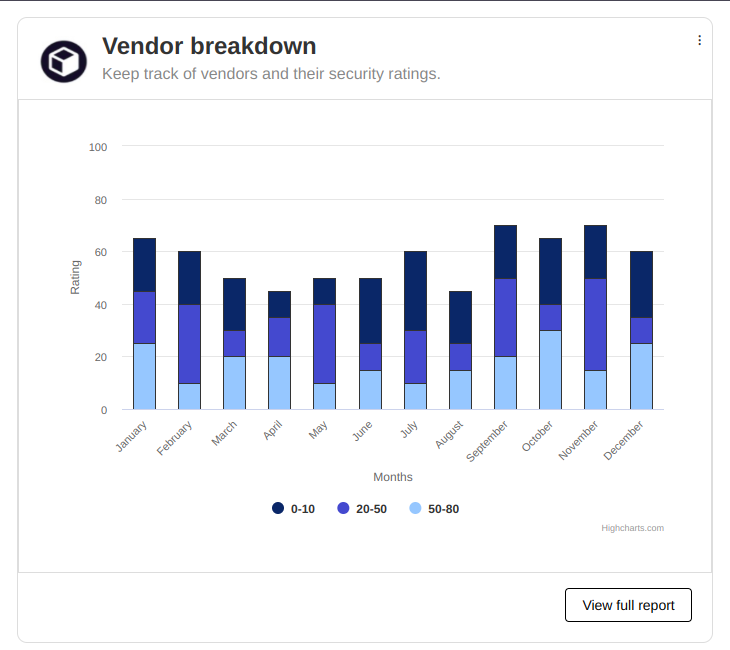 Vendor breakdown
Keep track of vendors and their security ratings.
100
80
60
40
20
0
Rating
January
February
March
April
May
June
July
August
September
October
November
December
Months
0-10
20-50
50-80
Highcharts.com
View full report